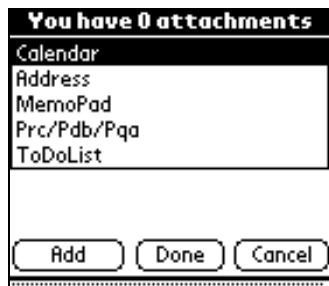 You have 0 attachments
Calendar
Address
MemoPad
Prc/Pdb/Pqa
ToDoList
Add Done Cancel